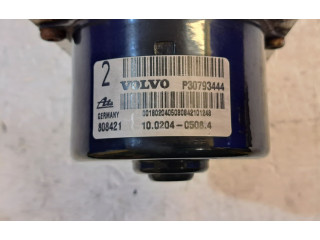 2
VOLVO P30793444
Ate
GERMANY
808421 10.0204-0508.4